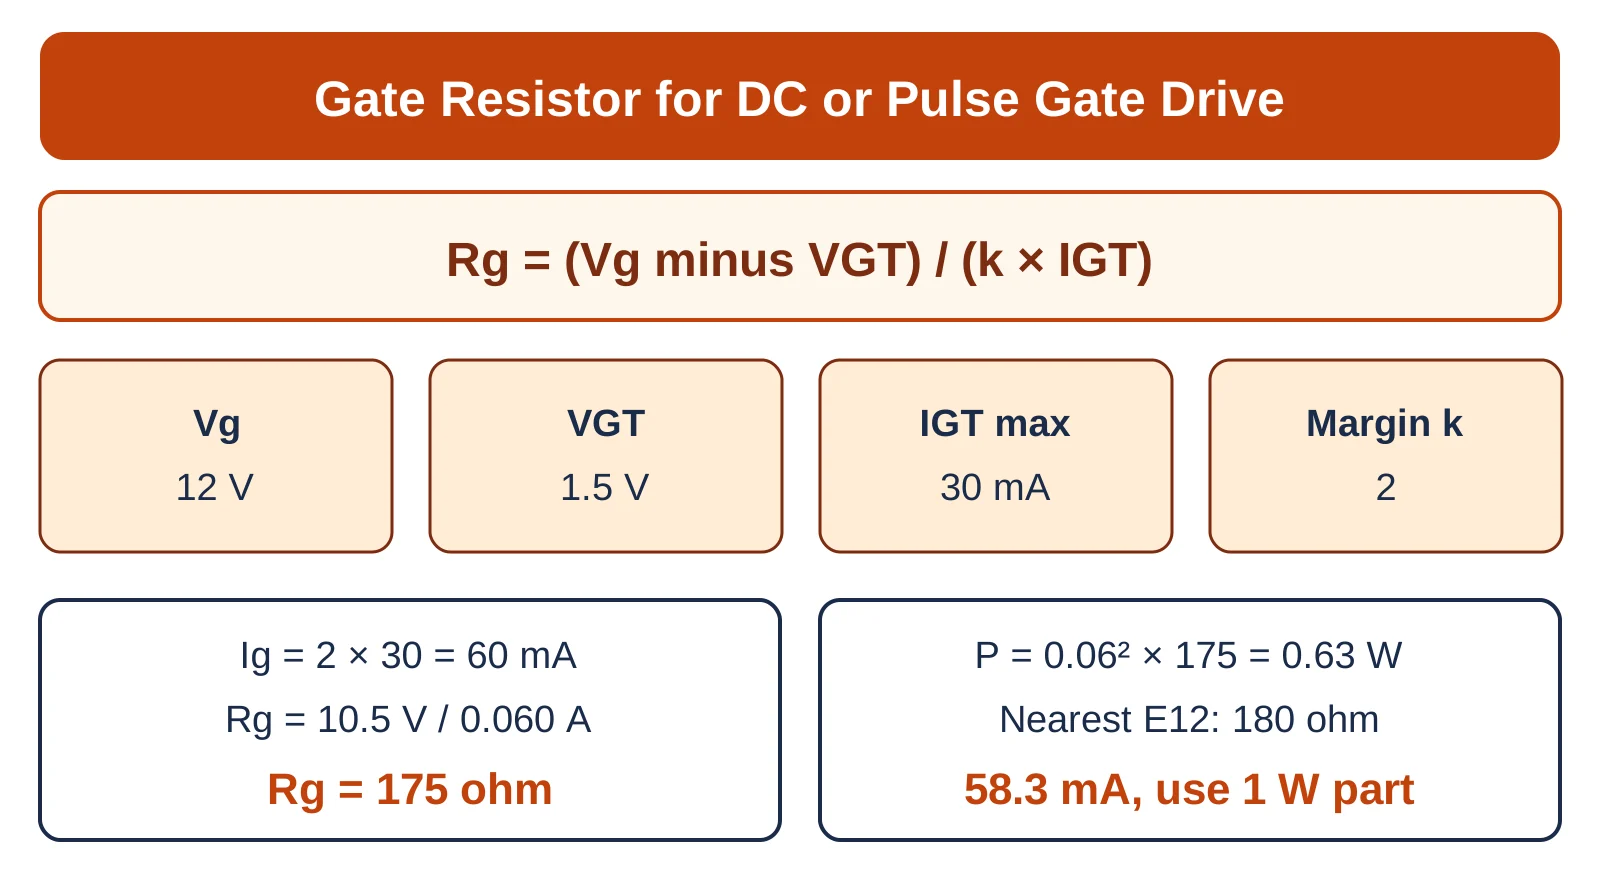 Gate Resistor for DC or Pulse Gate Drive
Rg = (Vg minus VGT) / (k × IGT)
Vg
12 V
VGT
1.5 V
IGT max
30 mA
Margin k
2
Ig = 2 × 30 = 60 mA
Rg = 10.5 V / 0.060 A
Rg = 175 ohm
P = 0.06² × 175 = 0.63 W
Nearest E12: 180 ohm
58.3 mA, use 1 W part